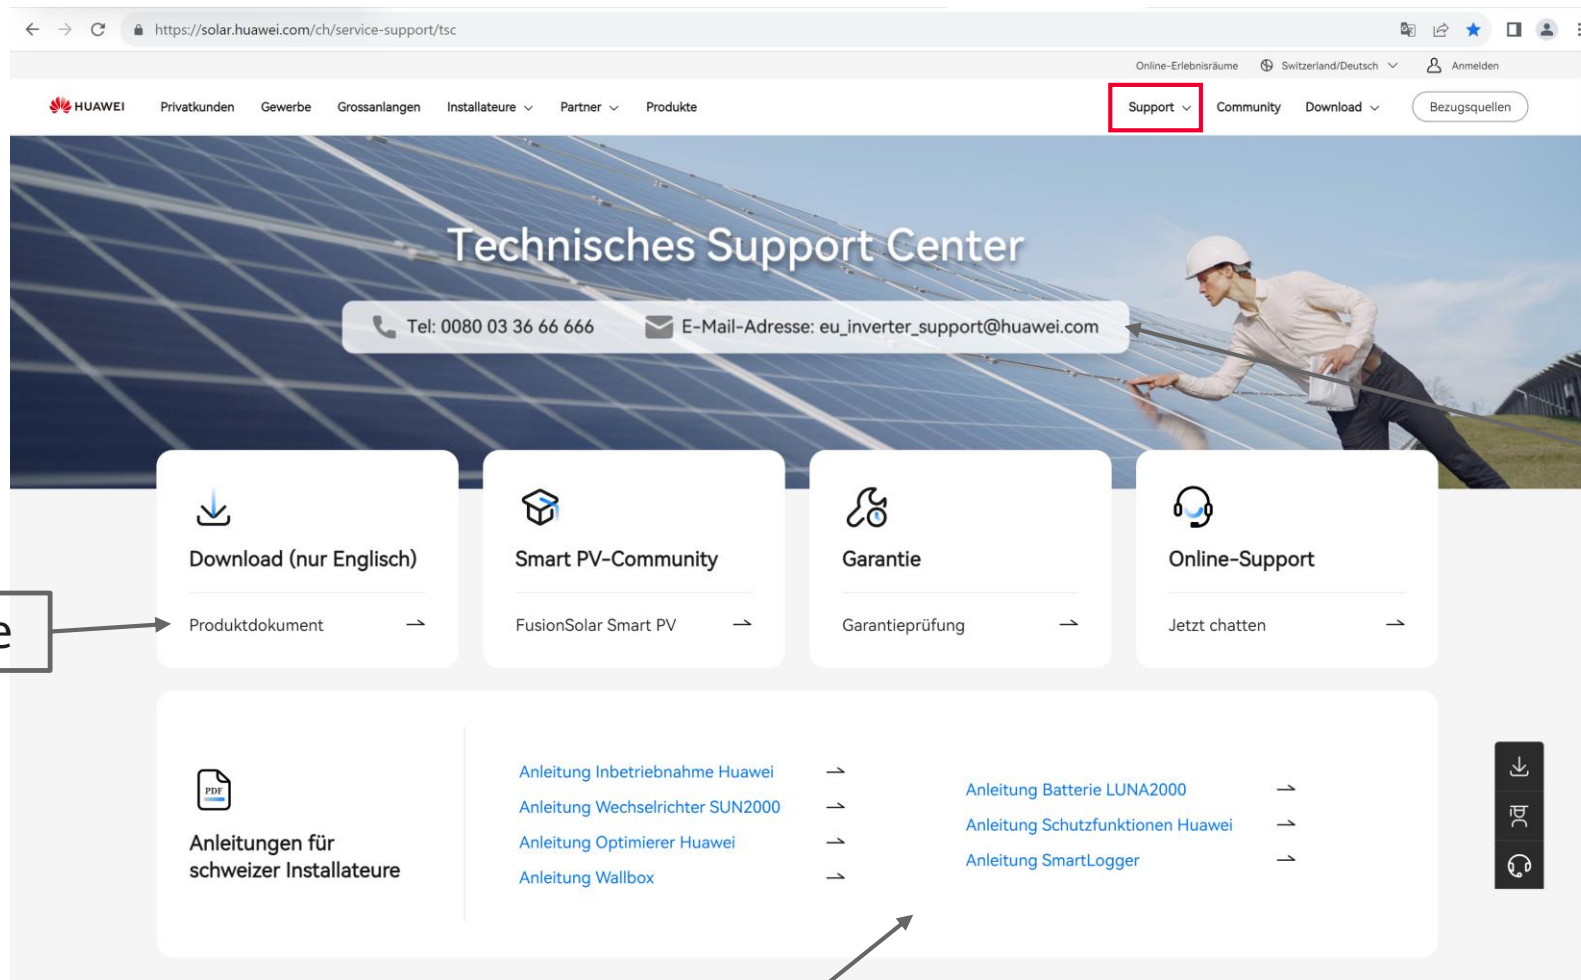 https://solar.huawei.com/ch/service-support/tsc
Online-Erlebnisräume Switzerland/Deutsch Anmelden
HUAWEI Privatkunden Gewerbe Grossanlangen Installateure Partner Produkte Support Community Download Bezugsquellen
Technisches Support Center
Tel: 0080 03 36 66 666 E-Mail-Adresse: eu_inverter_support@huawei.com
Download (nur Englisch) Smart PV-Community Garantie Online-Support
e
Produktdokument FusionSolar Smart PV Garantieprüfung Jetzt chatten
PDF
Anleitungen für
schweizer Installateure
Anleitung Inbetriebnahme Huawei
Anleitung Wechselrichter SUN2000
Anleitung Optimierer Huawei
Anleitung Wallbox
Anleitung Batterie LUNA2000
Anleitung Schutzfunktionen Huawei
Anleitung SmartLogger